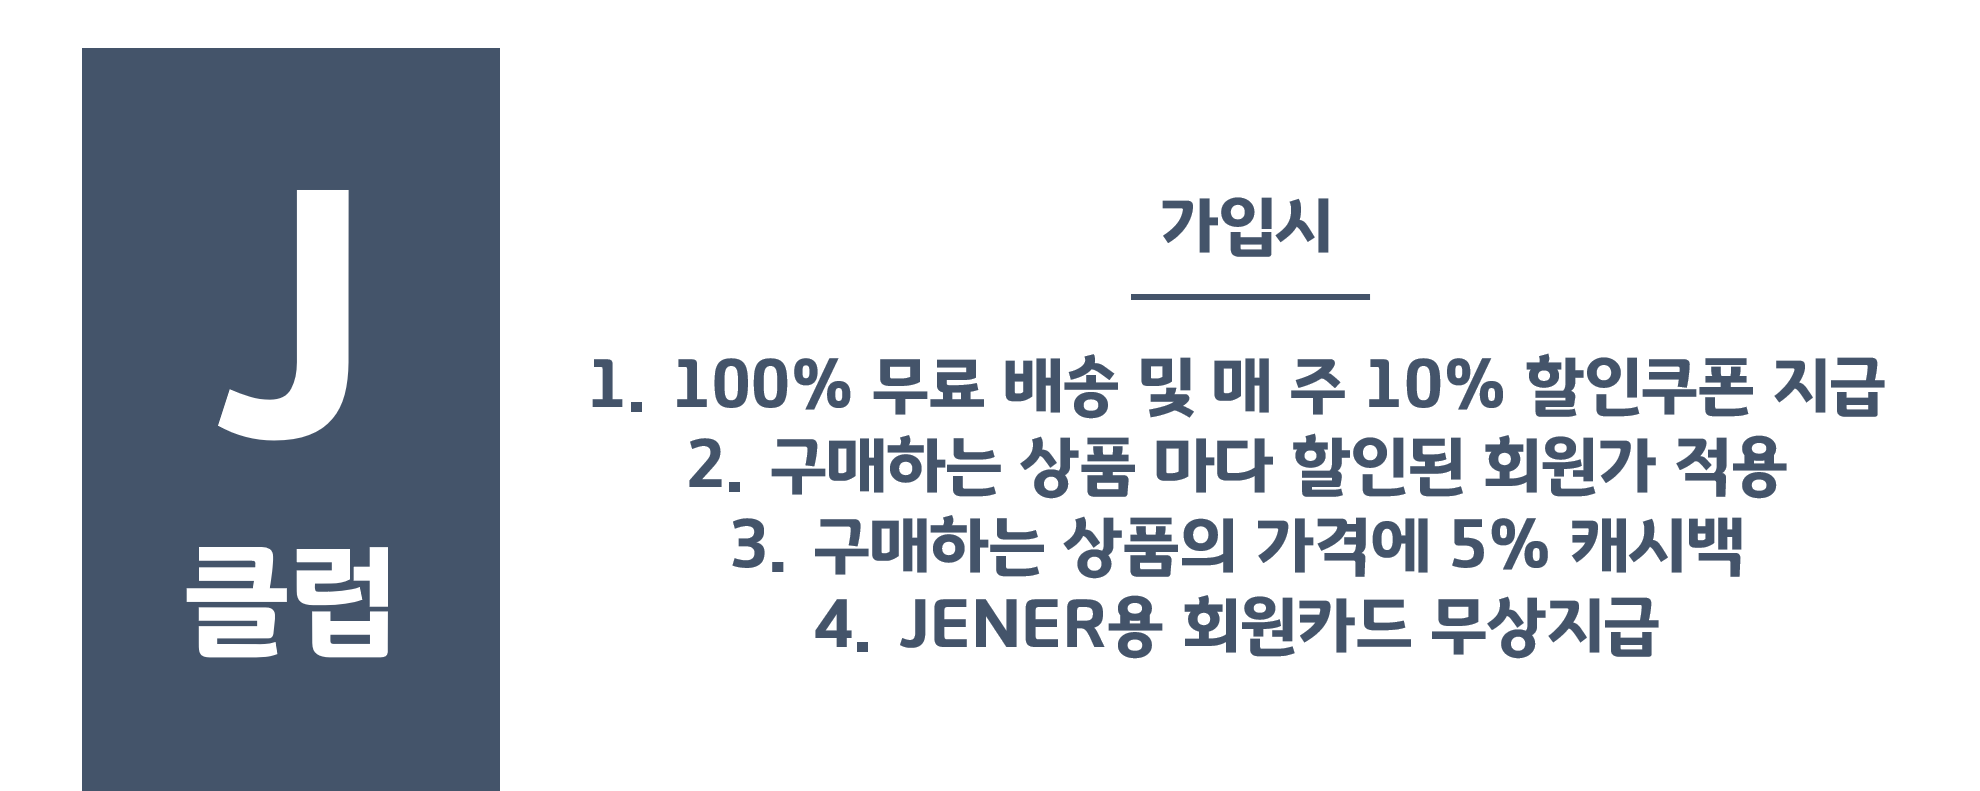 J
클럽
가입시
1. 100% 무료 배송 및 매 주 10% 할인쿠폰 지급
2. 구매하는 상품 마다 할인된 회원가 적용
3. 구매하는 상품의 가격에 5% 캐시백
4. JENER용 회원카드 무상지급